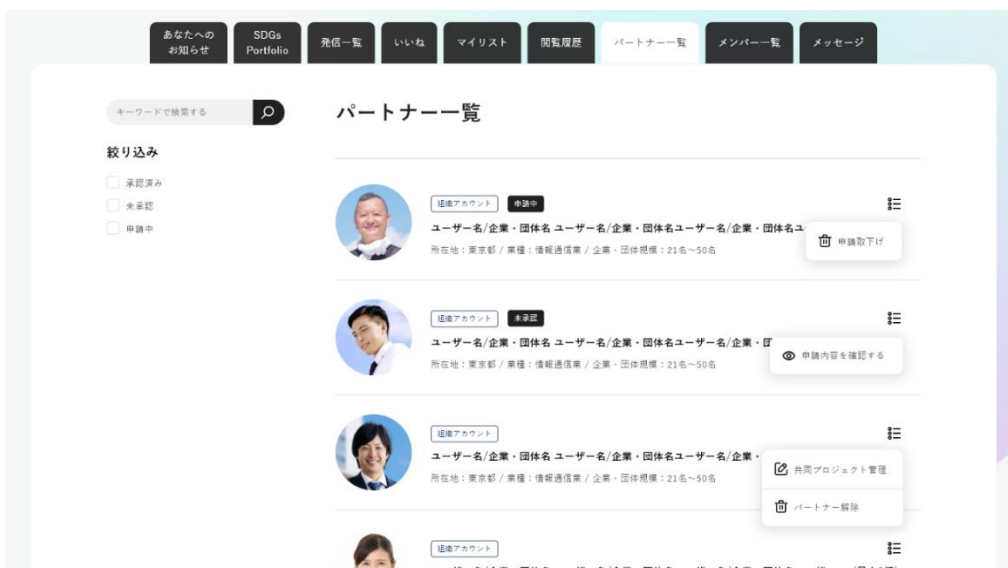 あなたへの
お知らせ
SDGs
Portfolio
発信一覧
いいね
マイリスト
閲覧履歴
パートナー一覧
メンバー一覧
メッセージ
キーワードで検索する
絞り込み
承認済み
未承認
申請中
パートナー一覧
組織アカウント 申請中
ユーザー名/企業・団体名 ユーザー名/企業・団体名ユーザー名/企業・団体名ユ
所在地：東京都 / 業種：情報通信業 / 企業・団体規模：21名〜50名
申請取下げ
組織アカウント 未承認
ユーザー名/企業・団体名 ユーザー名/企業・団体名ユーザー名/企業・団
所在地：東京都 / 業種：情報通信業 / 企業・団体規模：21名〜50名
申請内容を確認する
組織アカウント
ユーザー名/企業・団体名 ユーザー名/企業・団体名ユーザー名/企業・
所在地：東京都 / 業種：情報通信業 / 企業・団体規模：21名〜50名
共同プロジェクト管理
パートナー解除
組織アカウント